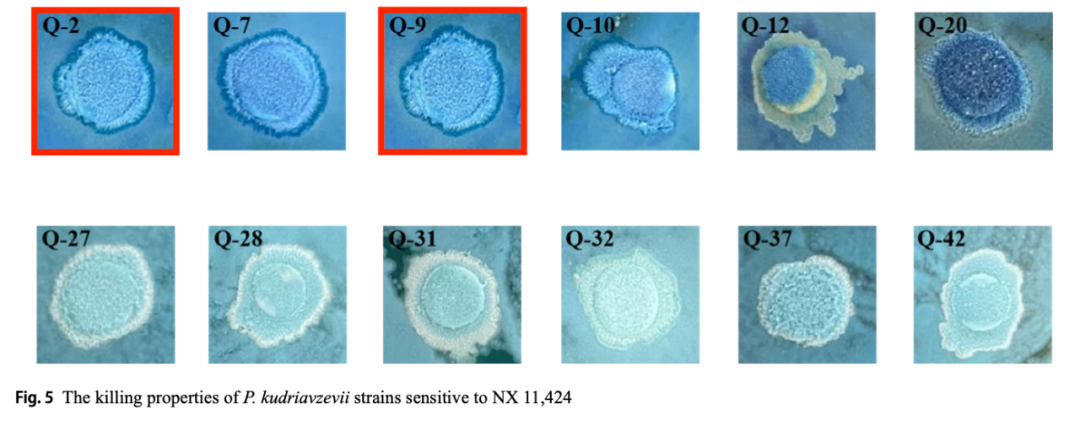 Q-2 Q-7 Q-9 Q-10 Q-12 Q-20
Q-27 Q-28 Q-31 Q-32 Q-37 Q-42
Fig. 5 The killing properties of P. kudriavzevii strains sensitive to NX 11,424